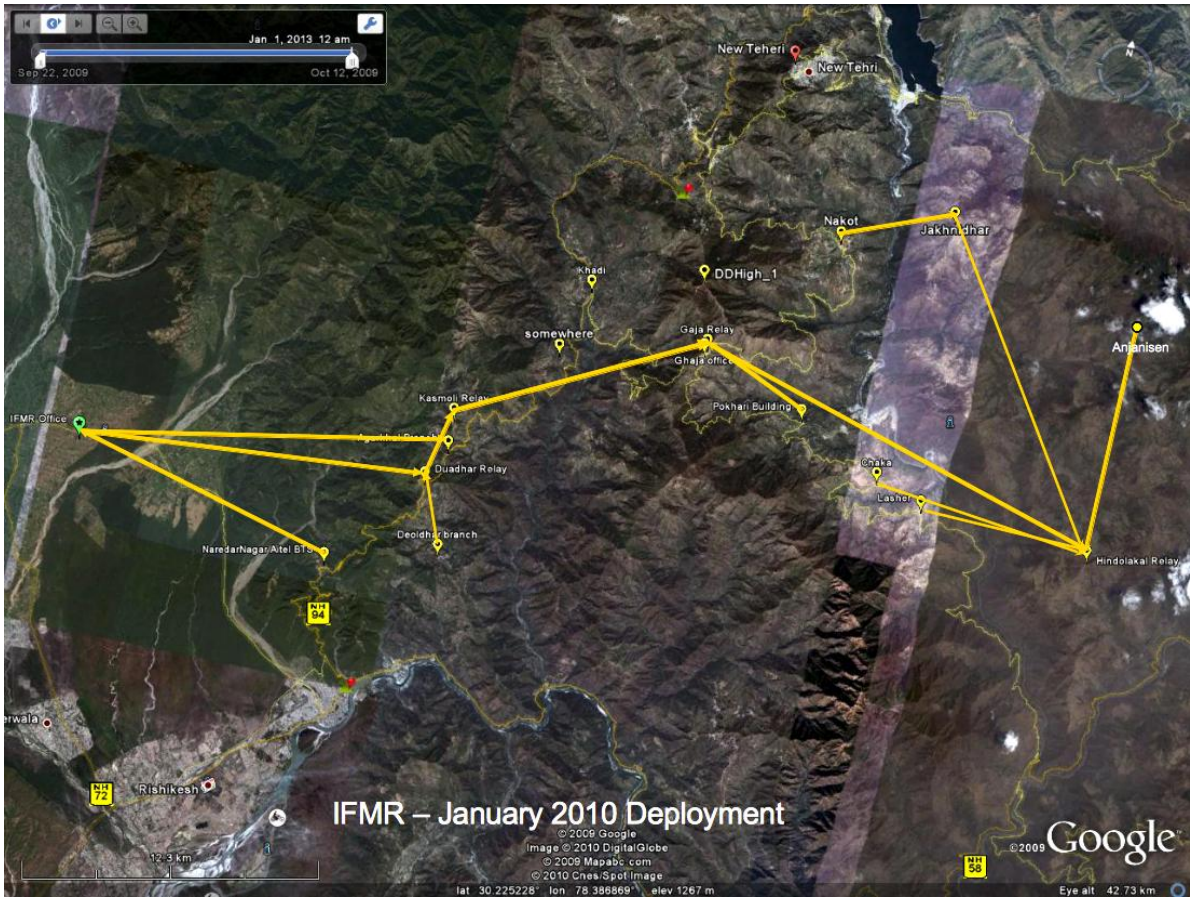 Jan 1, 2013 12 am
Sep 22, 2009
Oct 12, 2009
N
New Teheri
New Tehri
Nakot
Jakhnidhar
Khadi
DDHigh_1
somewhere
Gaja Relay
Ghaja office
Anjanisen
Kasmoli Relay
Pokhari Building
IFMR-Office
Duadhar Relay
Chaka
Lasher
Deoldhar branch
NaredarNagar Aitel BTS
Hindolakal Relay
NH
94
erwala
NH
72
Rishikesh
IFMR – January 2010 Deployment
© 2009 Google
Image © 2010 DigitalGlobe
© 2009 Mapabc.com
© 2010 Cnes/Spot Image
©2009 Google™
12.3 km
NH
58
lat 30.225228° lon 78.386869° elev 1267 m
Eye alt 42.73 km